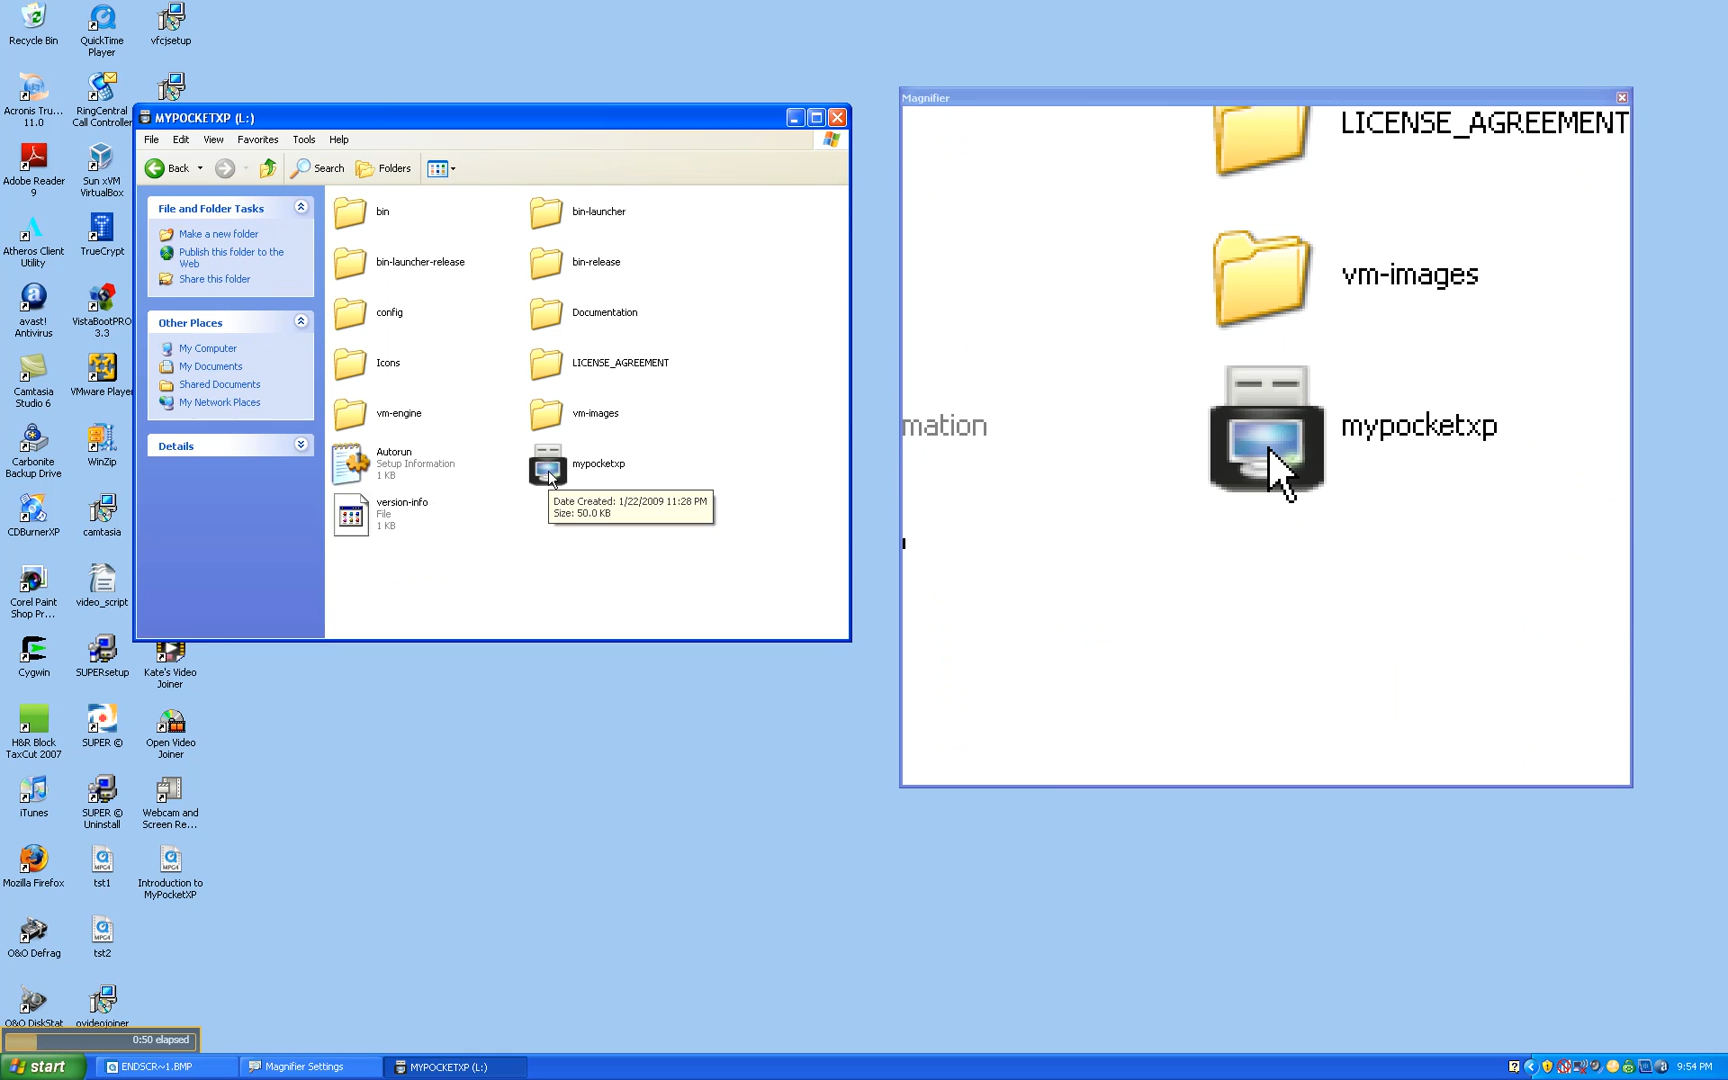 Recycle Bin
QuickTime
Player
vfcjsetup
Acronis Tru...
11.0
RingCentral
Call Controller
Adobe Reader
9
Sun xVM
VirtualBox
Atheros Client
Utility
TrueCrypt
avast!
Antivirus
VistaBootPRO
3.3
Camtasia
Studio 6
VMware Player
Carbonite
Backup Drive
WinZip
CDBurnerXP
camtasia
Corel Paint
Shop Pr...
video_script
Cygwin
SUPERsetup
Kate's Video
Joiner
H&R Block
TaxCut 2007
SUPER ©
Open Video
Joiner
iTunes
SUPER ©
Uninstall
Webcam and
Screen Re...
Mozilla Firefox
MPG4
tst1
MPG4
Introduction to
MyPocketXP
O&O Defrag
MPG4
tst2
O&O DiskStat
ovideojoiner
MYPOCKETXP (L:)
File Edit View Favorites Tools Help
Back Search Folders
File and Folder Tasks
Make a new folder
Publish this folder to the
Web
Share this folder
Other Places
My Computer
My Documents
Shared Documents
My Network Places
Details
bin
bin-launcher
bin-launcher-release
bin-release
config
Documentation
Icons
LICENSE_AGREEMENT
vm-engine
vm-images
Autorun
Setup Information
1 KB
mypocketxp
version-info
File
1 KB
Date Created: 1/22/2009 11:28 PM
Size: 50.0 KB
Magnifier
LICENSE_AGREEMENT
vm-images
mation
mypocketxp
0:50 elapsed
start
ENDSCR~1.BMP
Magnifier Settings
MYPOCKETXP (L:)
9:54 PM